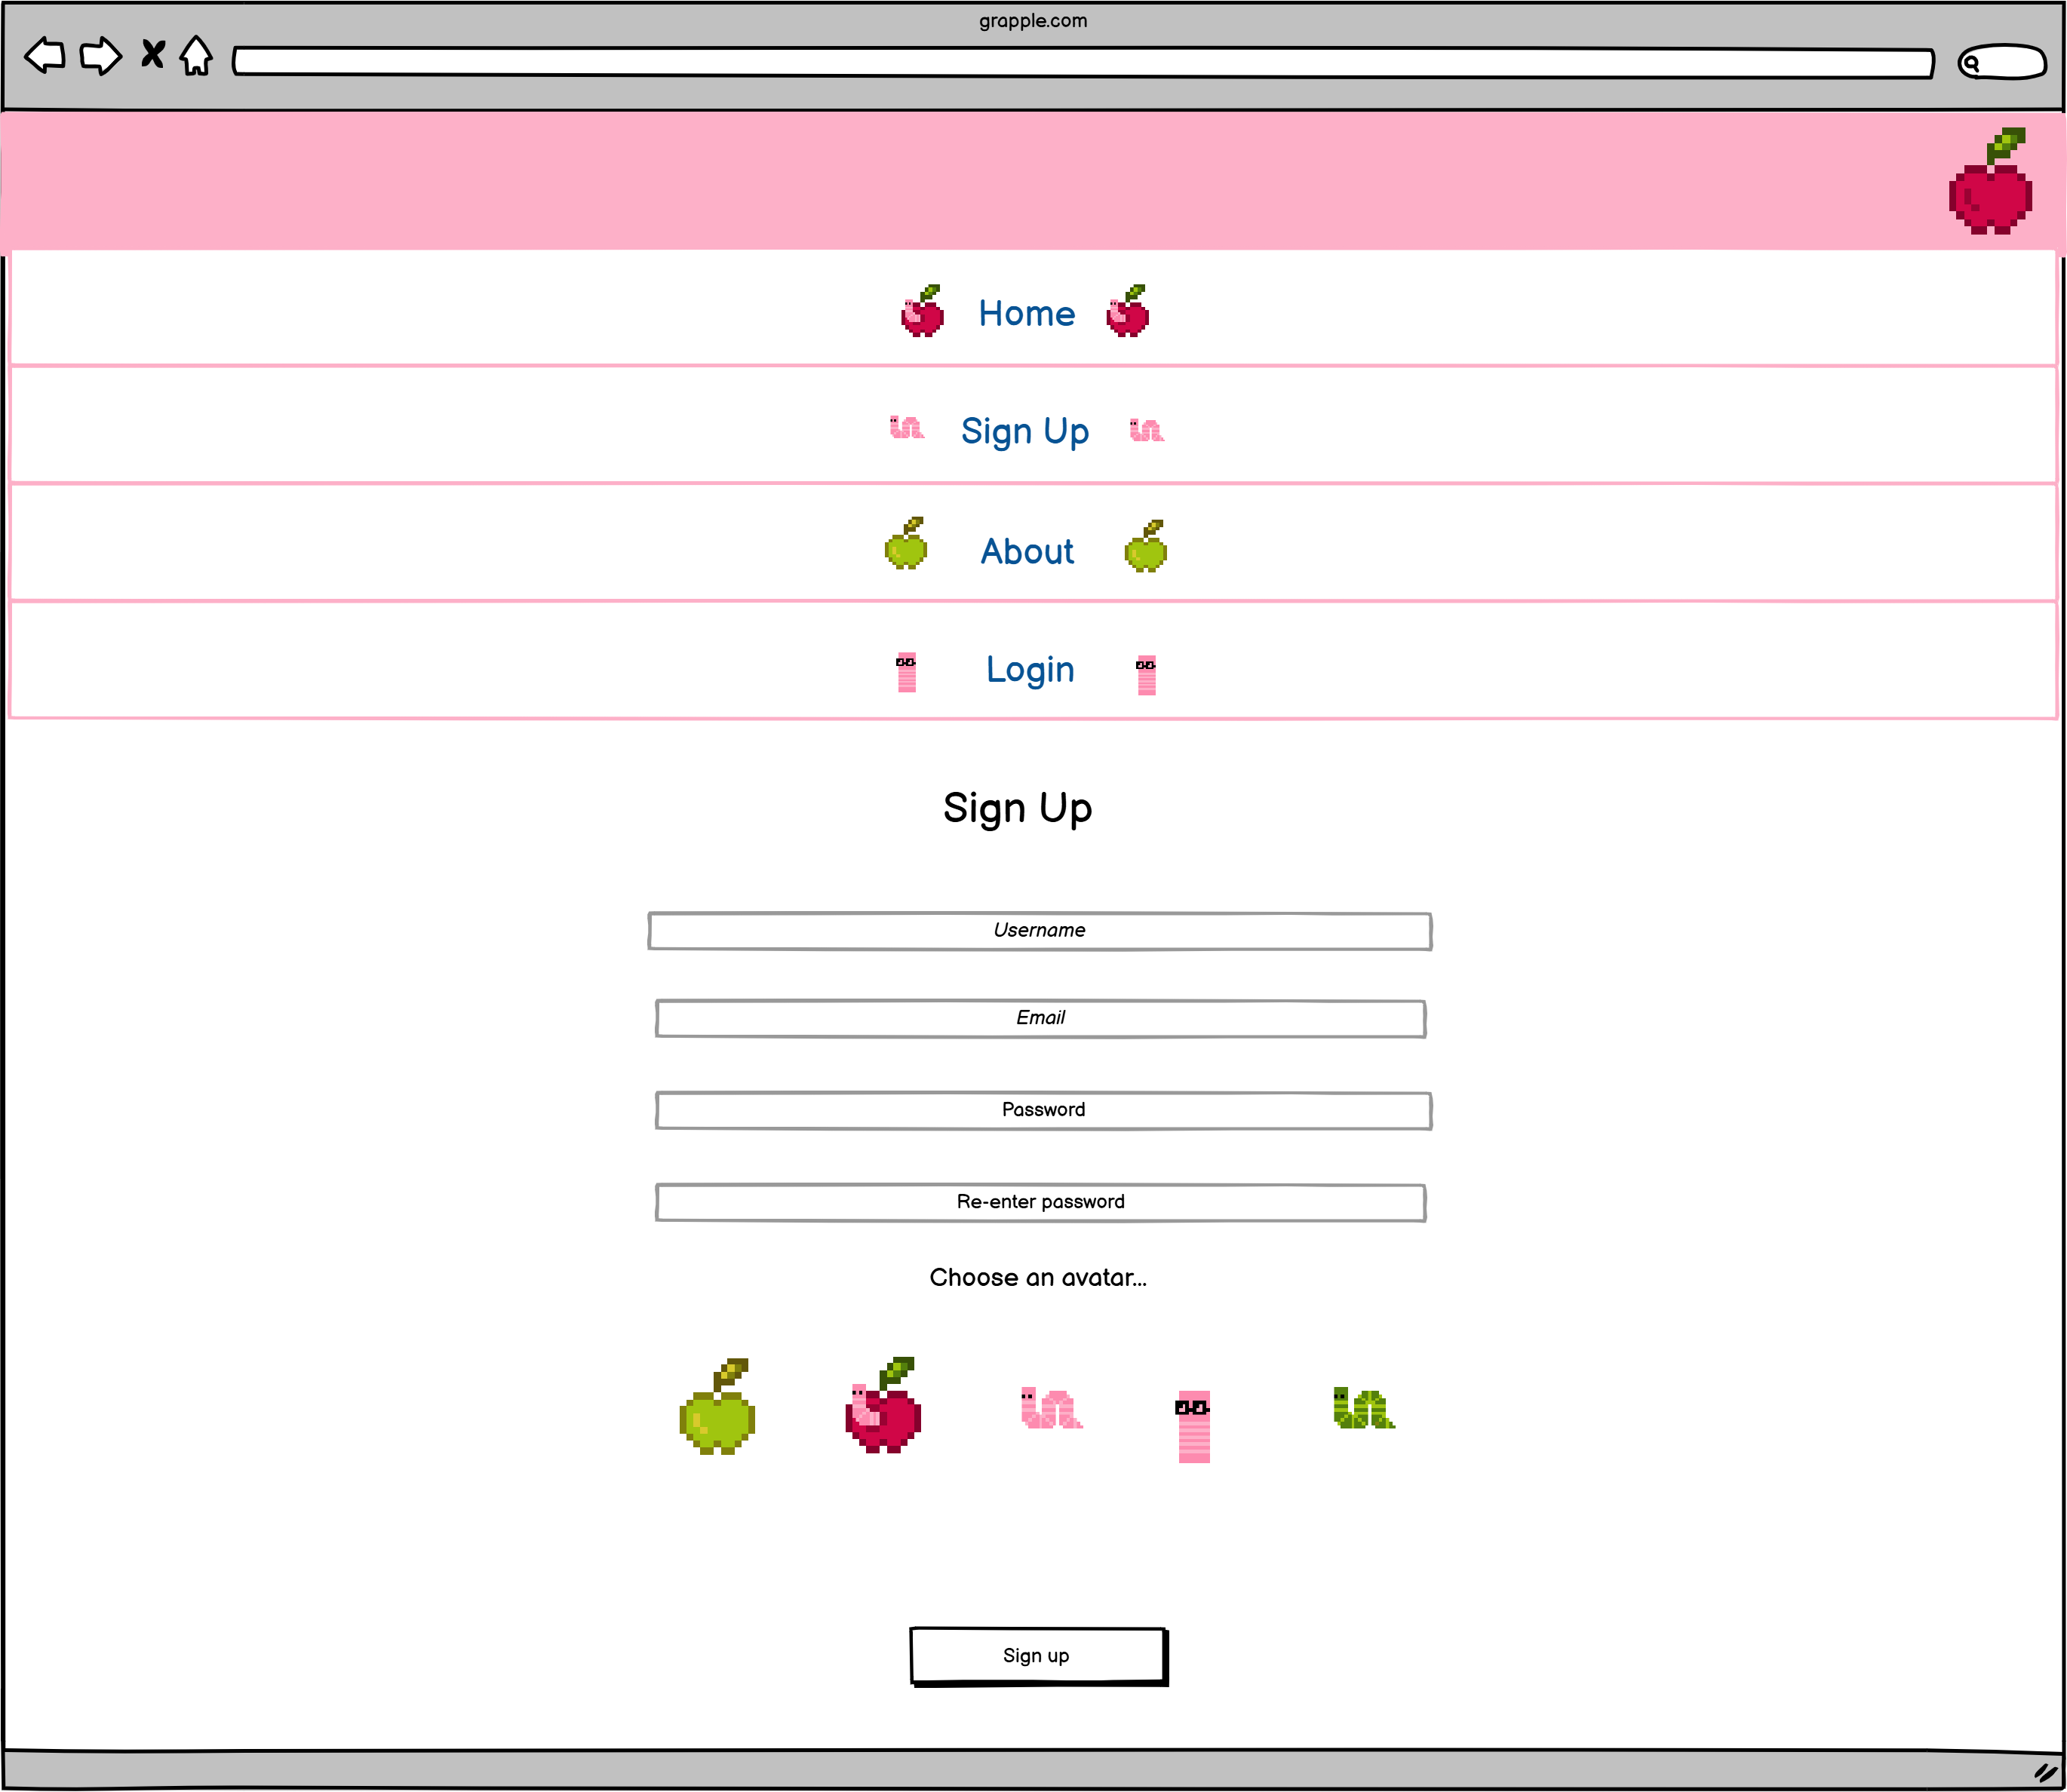 grapple.com
Home
Sign Up
About
Login
Sign Up
Username
Email
Password
Re-enter password
Choose an avatar...
Sign up